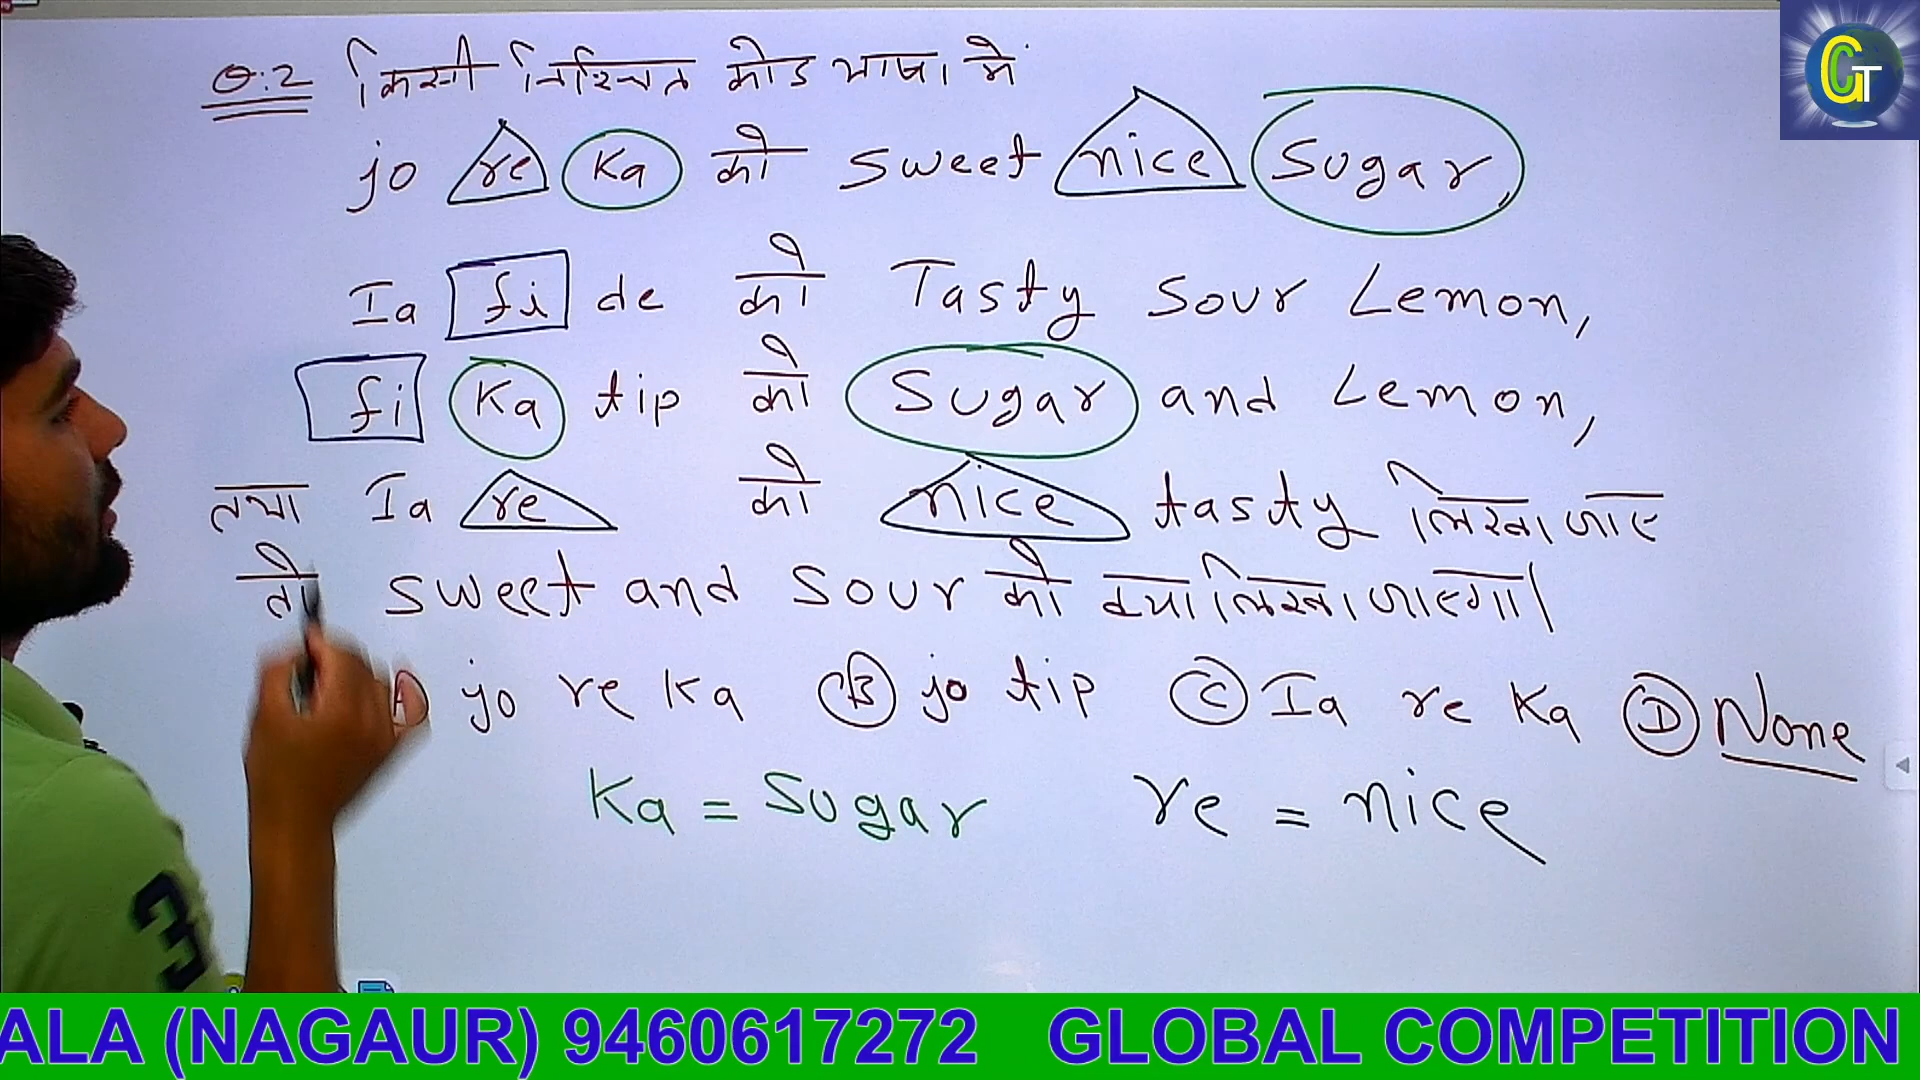 Q.2 किसी निश्चित कोड भाषा में
jo re Ka को sweet nice Sugar,
Ia fi de को Tasty Sour Lemon,
fi Ka tip को Sugar and Lemon,
तथा Ia re को nice tasty लिखा जाए
तो sweet and Sour को क्या लिखा जाएगा।
A jo re Ka B jo tip C Ia re Ka D None
Ka = Sugar re = nice
3
GT
ALA (NAGAUR) 9460617272 GLOBAL COMPETITION